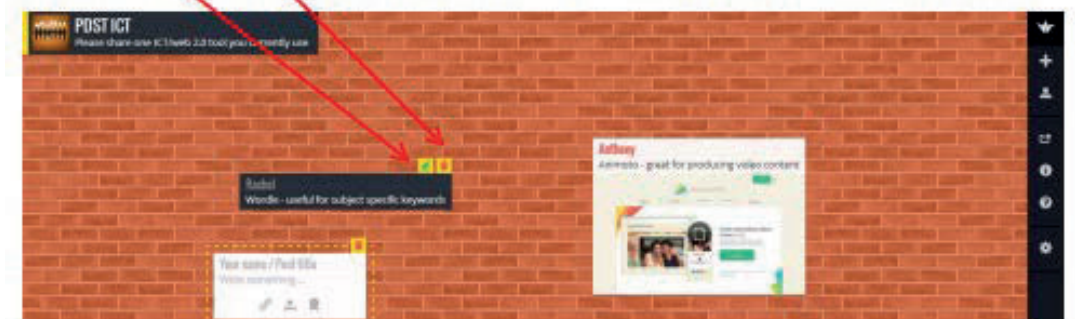 PDST ICT
Please share one ICT/web 2.0 tool you currently use
Anthony
Animoto - great for producing video content
Rachel
Wordle - useful for subject specific keywords
Your name / Post title
Write something...